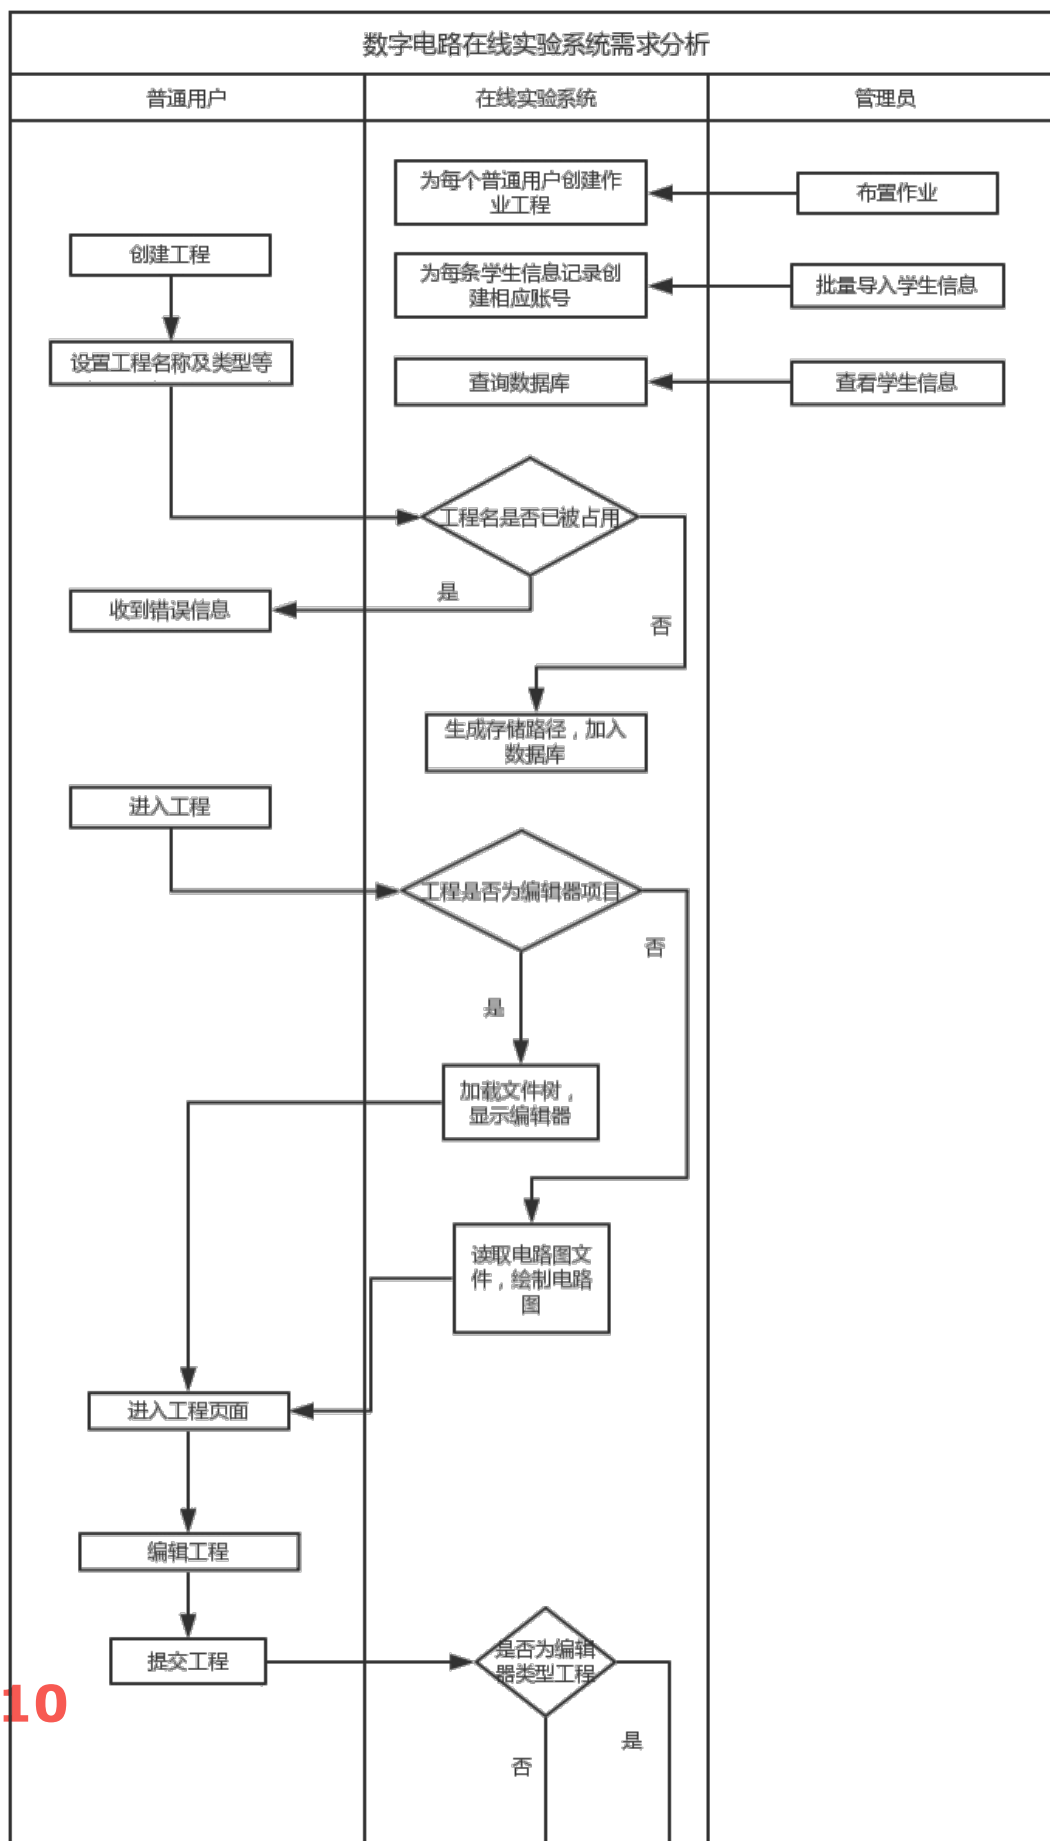 数字电路在线实验系统需求分析
普通用户
在线实验系统
管理员
为每个普通用户创建作
业工程
布置作业
创建工程
为每条学生信息记录创
建相应账号
批量导入学生信息
设置工程名称及类型等
查询数据库
查看学生信息
工程名是否已被占用
是
收到错误信息
否
生成存储路径，加入
数据库
进入工程
工程是否为编辑器项目
否
是
加载文件树，
显示编辑器
读取电路图文
件，绘制电路
图
进入工程页面
编辑工程
是否为编辑
器类型工程
提交工程
10
是
否